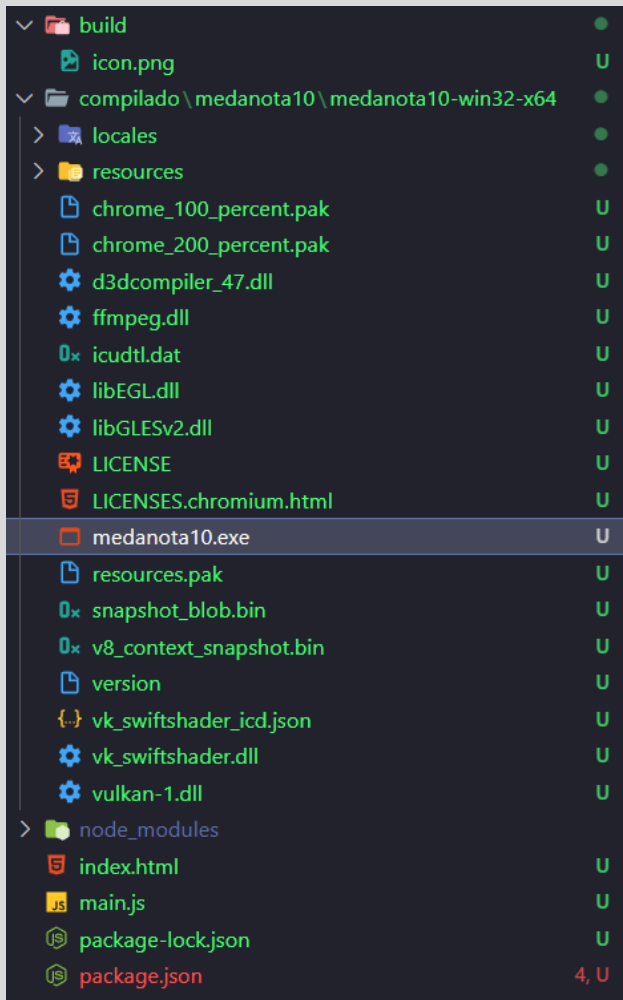 build
icon.png U
compilado\medanota10\medanota10-win32-x64
locales
resources
chrome_100_percent.pak U
chrome_200_percent.pak U
d3dcompiler_47.dll U
ffmpeg.dll U
icudtl.dat U
libEGL.dll U
libGLESv2.dll U
LICENSE U
LICENSES.chromium.html U
medanota10.exe U
resources.pak U
snapshot_blob.bin U
v8_context_snapshot.bin U
version U
vk_swiftshader_icd.json U
vk_swiftshader.dll U
vulkan-1.dll U
node_modules
index.html U
main.js U
package-lock.json U
package.json 4, U